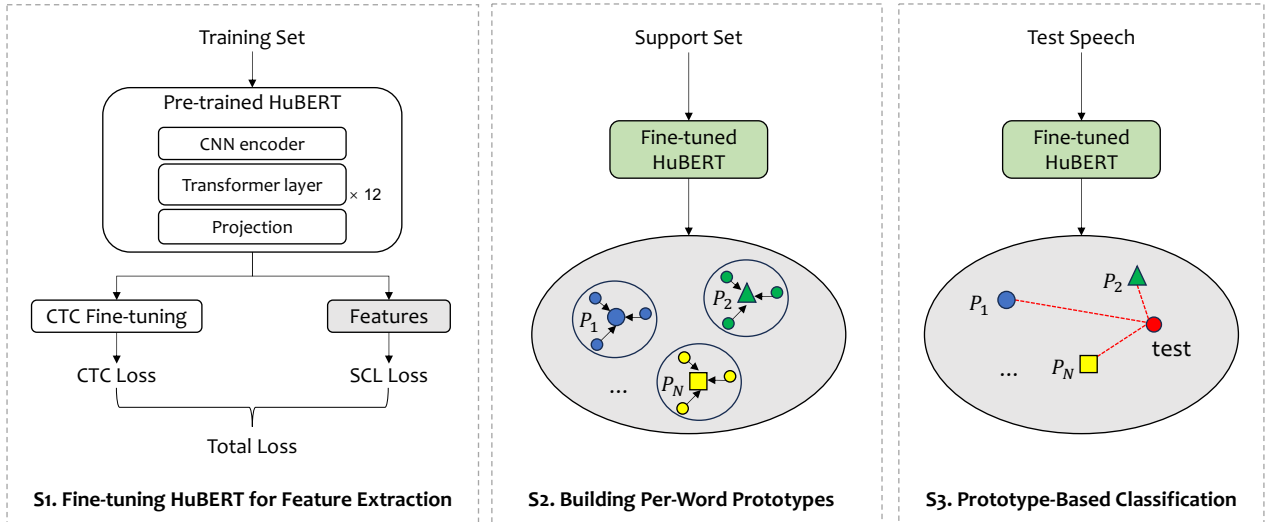 Training Set
Pre-trained HuBERT
CNN encoder
Transformer layer
× 12
Projection
CTC Fine-tuning
Features
CTC Loss
SCL Loss
Total Loss
S1. Fine-tuning HuBERT for Feature Extraction
Support Set
Fine-tuned
HuBERT
P₁
P₂
P_N
...
S2. Building Per-Word Prototypes
Test Speech
Fine-tuned
HuBERT
P₁
P₂
test
P_N
...
S3. Prototype-Based Classification